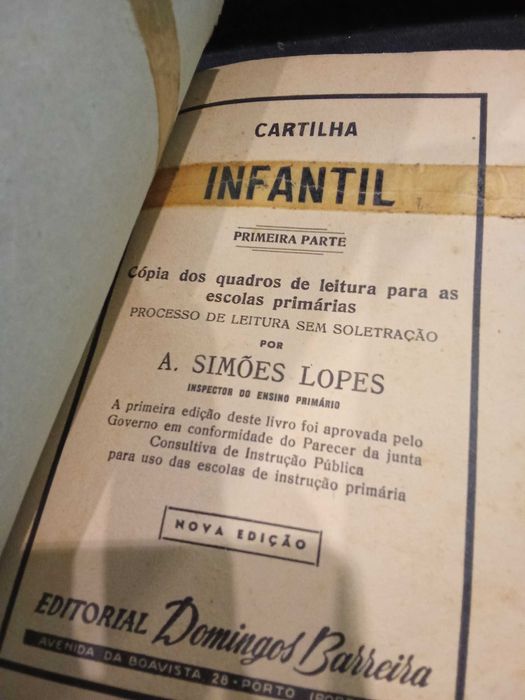 CARTILHA
INFANTIL
PRIMEIRA PARTE
Cópia dos quadros de leitura para as
escolas primárias
PROCESSO DE LEITURA SEM SOLETRAÇÃO
POR
A. SIMÕES LOPES
INSPECTOR DO ENSINO PRIMÁRIO
A primeira edição deste livro foi aprovada pelo
Governo em conformidade do Parecer da junta
Consultiva de Instrução Pública
para uso das escolas de instrução primária
NOVA EDIÇÃO
EDITORIAL Domingos Barreira
AVENIDA DA BOAVISTA 28 - PORTO